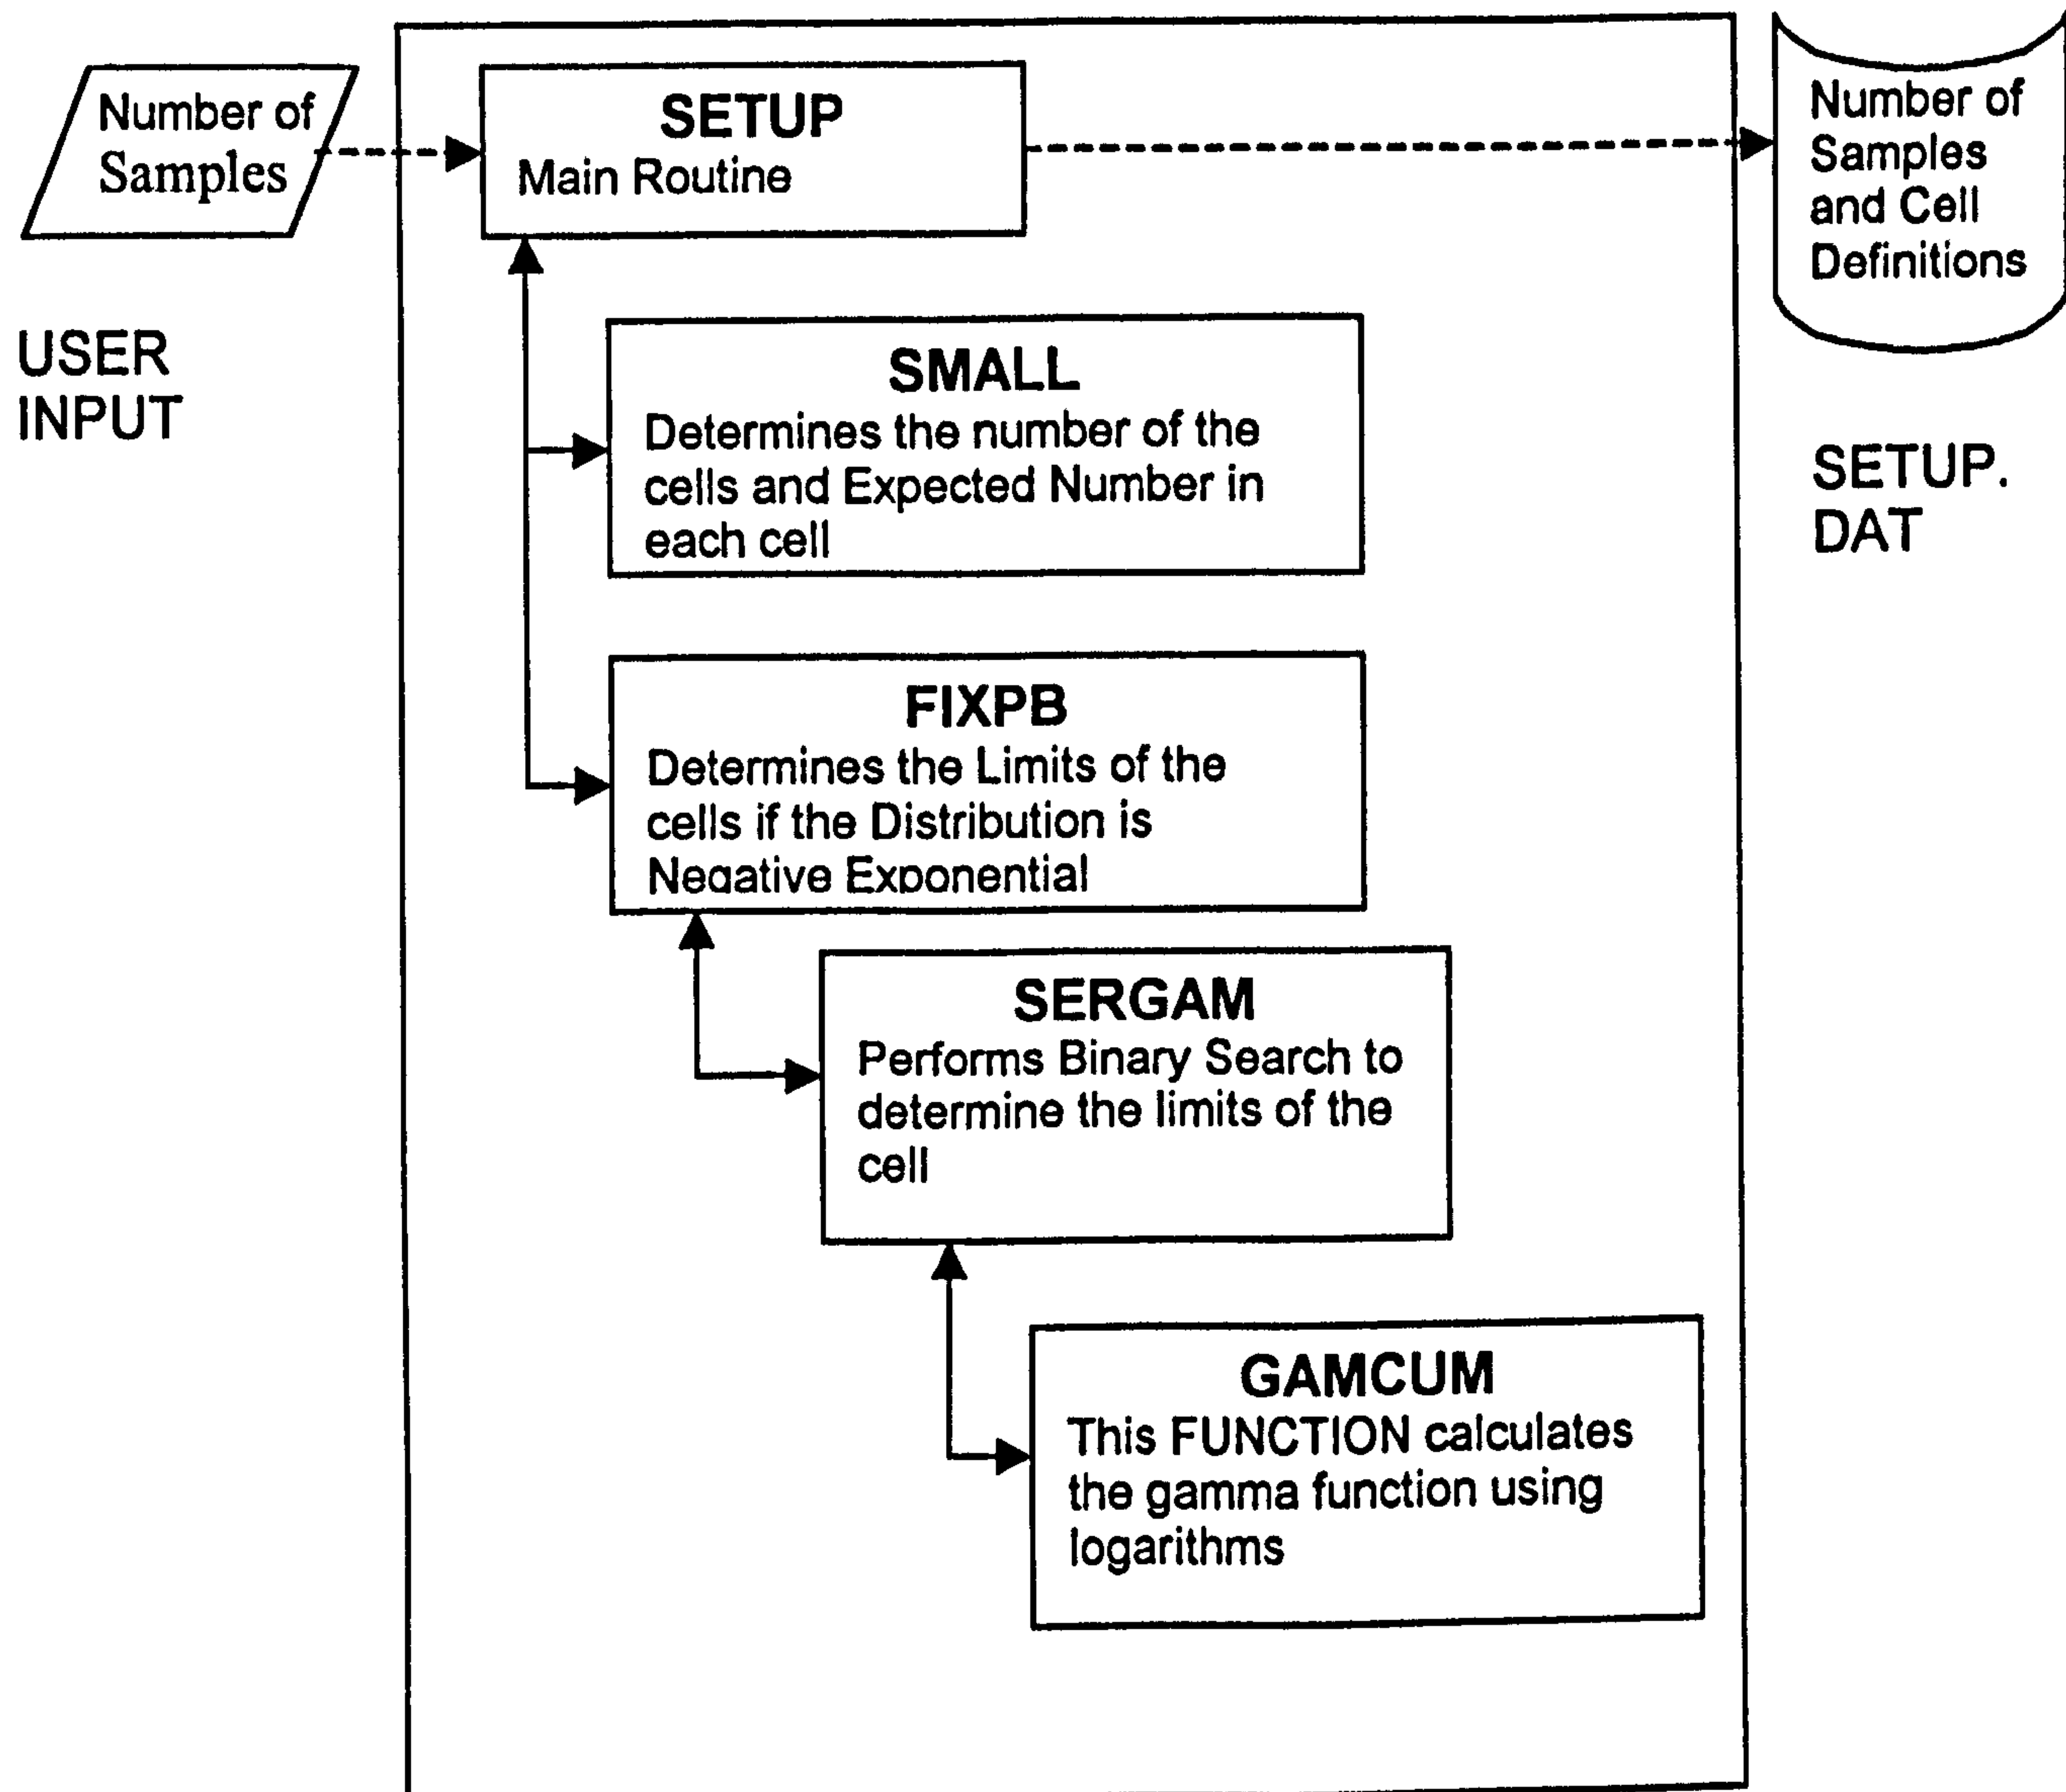 Number of
Samples
USER
INPUT
SETUP
Main Routine
Number of
Samples
and Cell
Definitions
SETUP.
DAT
SMALL
Determines the number of the
cells and Expected Number in
each cell
FIXPB
Determines the Limits of the
cells if the Distribution is
Negative Exponential
SERGAM
Performs Binary Search to
determine the limits of the
cell
GAMCUM
This FUNCTION calculates
the gamma function using
logarithms